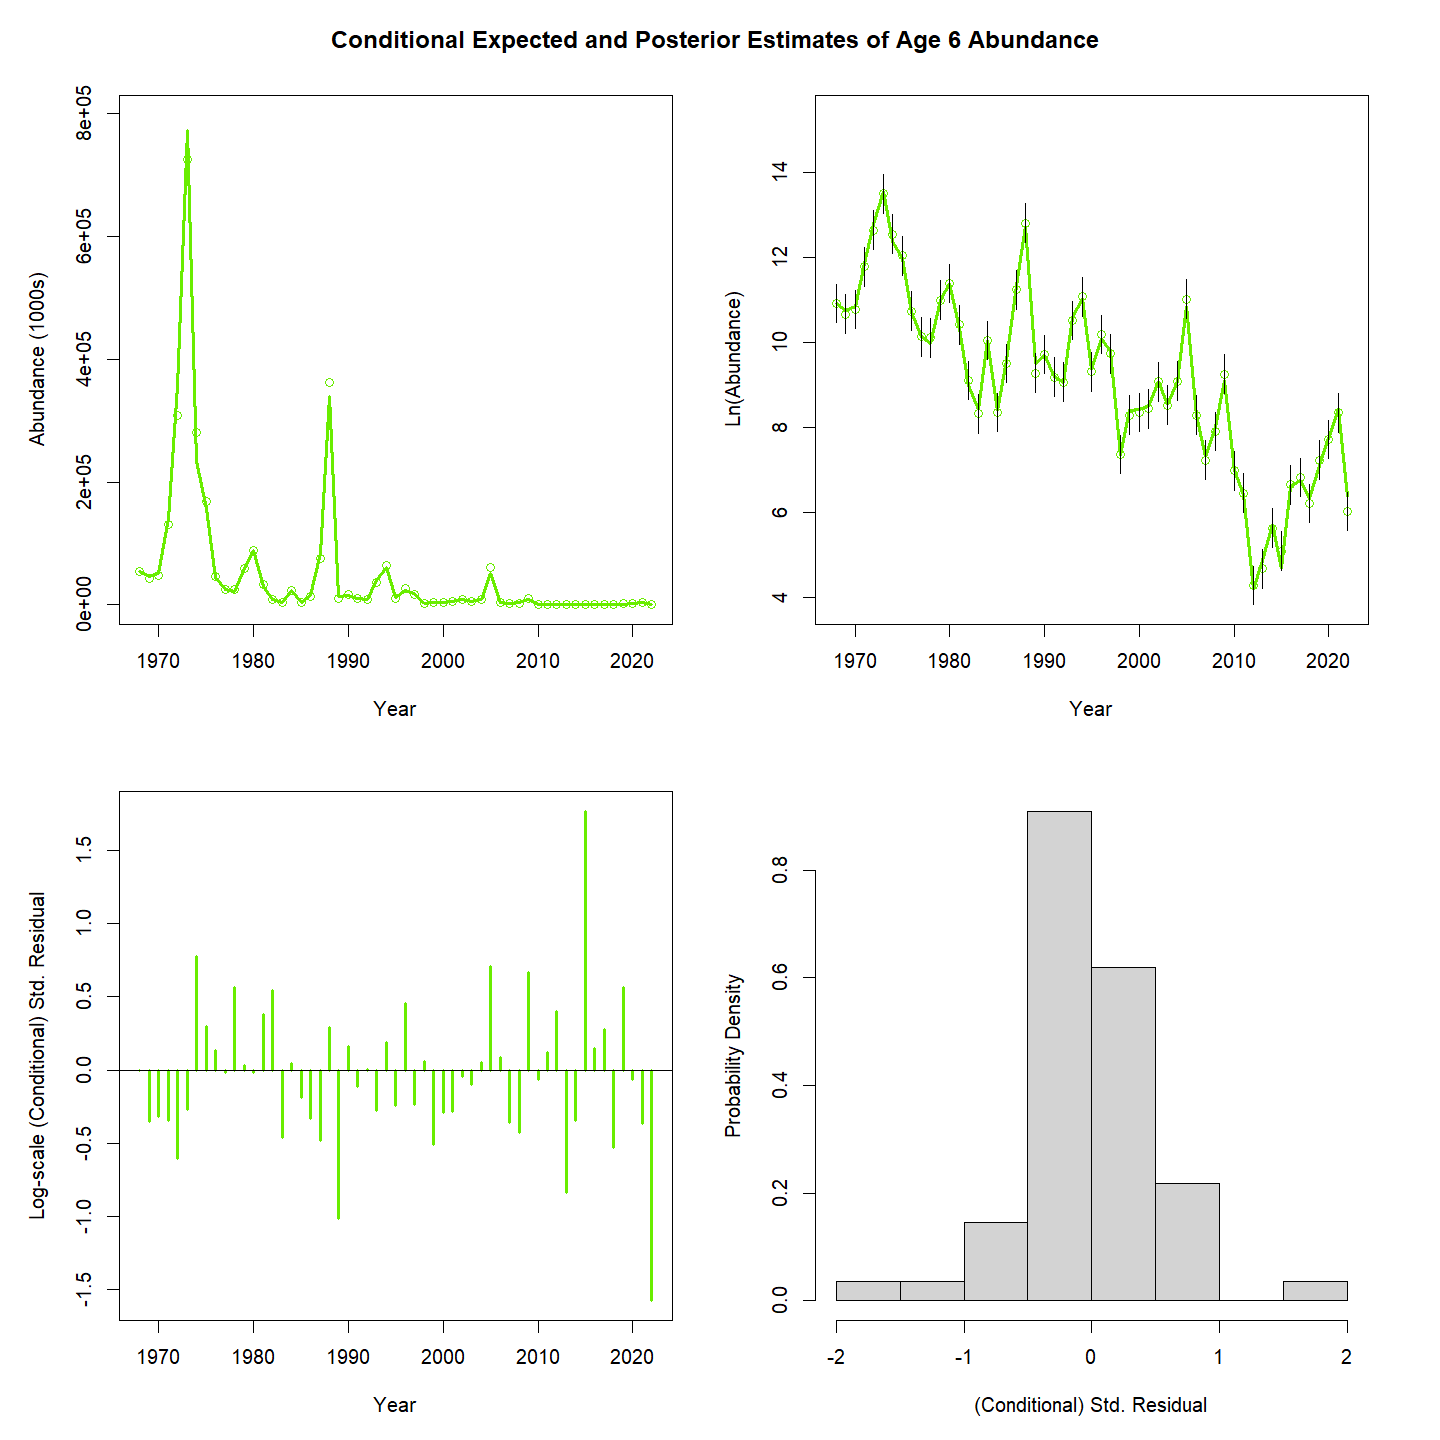 Conditional Expected and Posterior Estimates of Age 6 Abundance
Abundance (1000s)
0e+00 2e+05 4e+05 6e+05 8e+05
1970 1980 1990 2000 2010 2020
Year
Ln(Abundance)
4 6 8 10 12 14
1970 1980 1990 2000 2010 2020
Year
Log-scale (Conditional) Std. Residual
-1.5 -1.0 -0.5 0.0 0.5 1.0 1.5
1970 1980 1990 2000 2010 2020
Year
Probability Density
0.0 0.2 0.4 0.6 0.8
-2 -1 0 1 2
(Conditional) Std. Residual